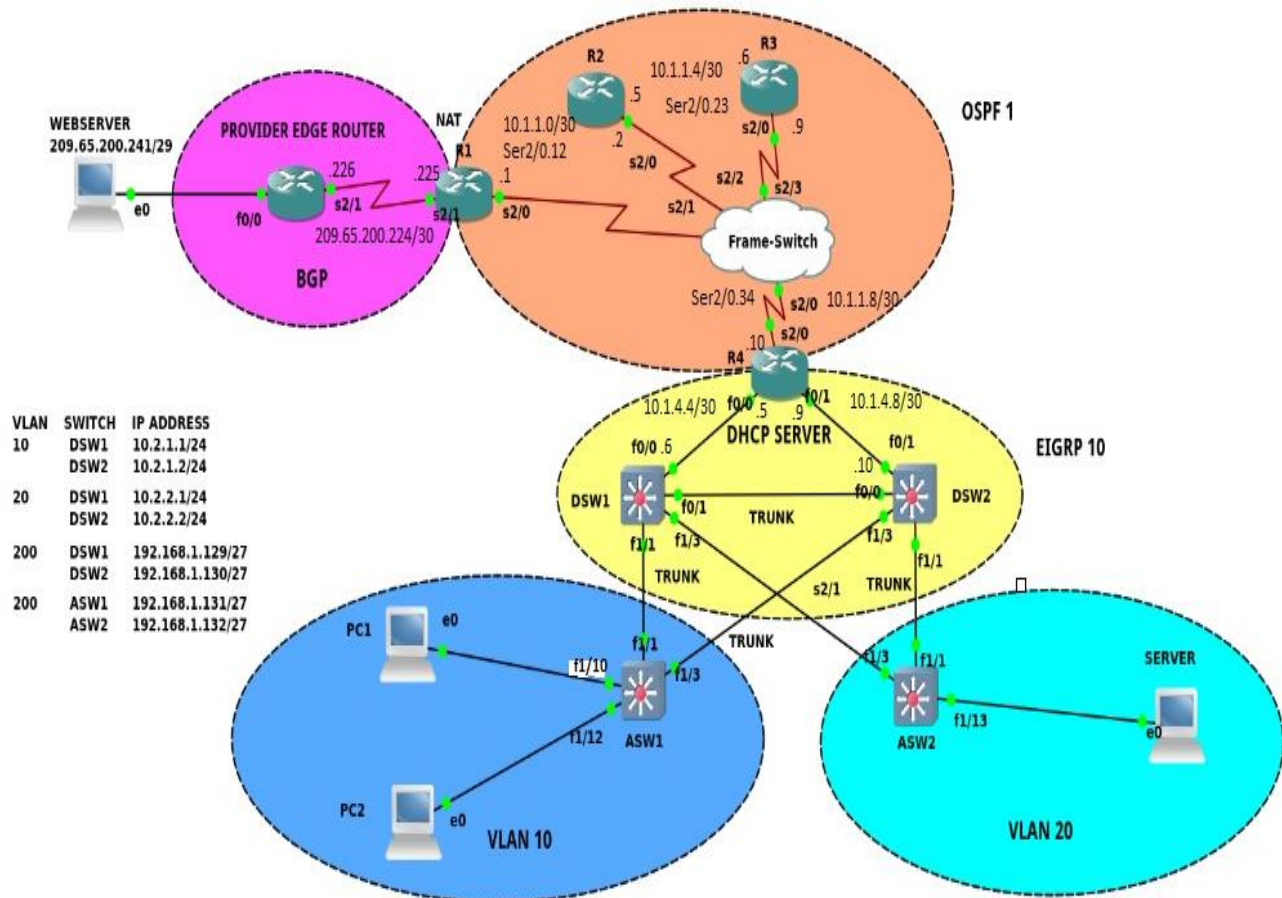 R3
R2
.6
10.1.1.4/30
OSPF 1
.5
Ser2/0.23
WEBSERVER
209.65.200.241/29
PROVIDER EDGE ROUTER
NAT
10.1.1.0/30
Ser2/0.12
s2/0
.9
.2
R1
s2/0
.226
.225
.1
s2/2
s2/3
e0
f0/0
s2/1
s2/1
s2/0
s2/1
209.65.200.224/30
Frame-Switch
BGP
Ser2/0.34
s2/0
10.1.1.8/30
s2/0
.10
R4
10.1.4.4/30
f0/0
.5
.9
f0/1
10.1.4.8/30
DHCP SERVER
f0/0
.6
f0/1
EIGRP 10
.10
DSW1
f0/1
f0/0
DSW2
TRUNK
f1/1
f1/3
f1/3
f1/1
TRUNK
s2/1
TRUNK
VLAN SWITCH IP ADDRESS
10 DSW1 10.2.1.1/24
DSW2 10.2.1.2/24
20 DSW1 10.2.2.1/24
DSW2 10.2.2.2/24
200 DSW1 192.168.1.129/27
DSW2 192.168.1.130/27
200 ASW1 192.168.1.131/27
ASW2 192.168.1.132/27
PC1
e0
f1/1
TRUNK
f1/10
f1/3
f1/3
f1/1
SERVER
f1/12
ASW1
ASW2
f1/13
e0
PC2
e0
VLAN 10
VLAN 20